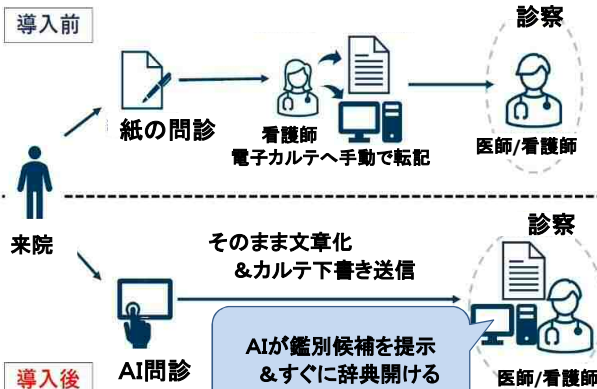 導入前
診察
紙の問診
看護師
電子カルテへ手動で転記
医師/看護師
来院
そのまま文章化
&カルテ下書き送信
診察
AI問診
AIが鑑別候補を提示
&すぐに辞典開ける
医師/看護師
導入後